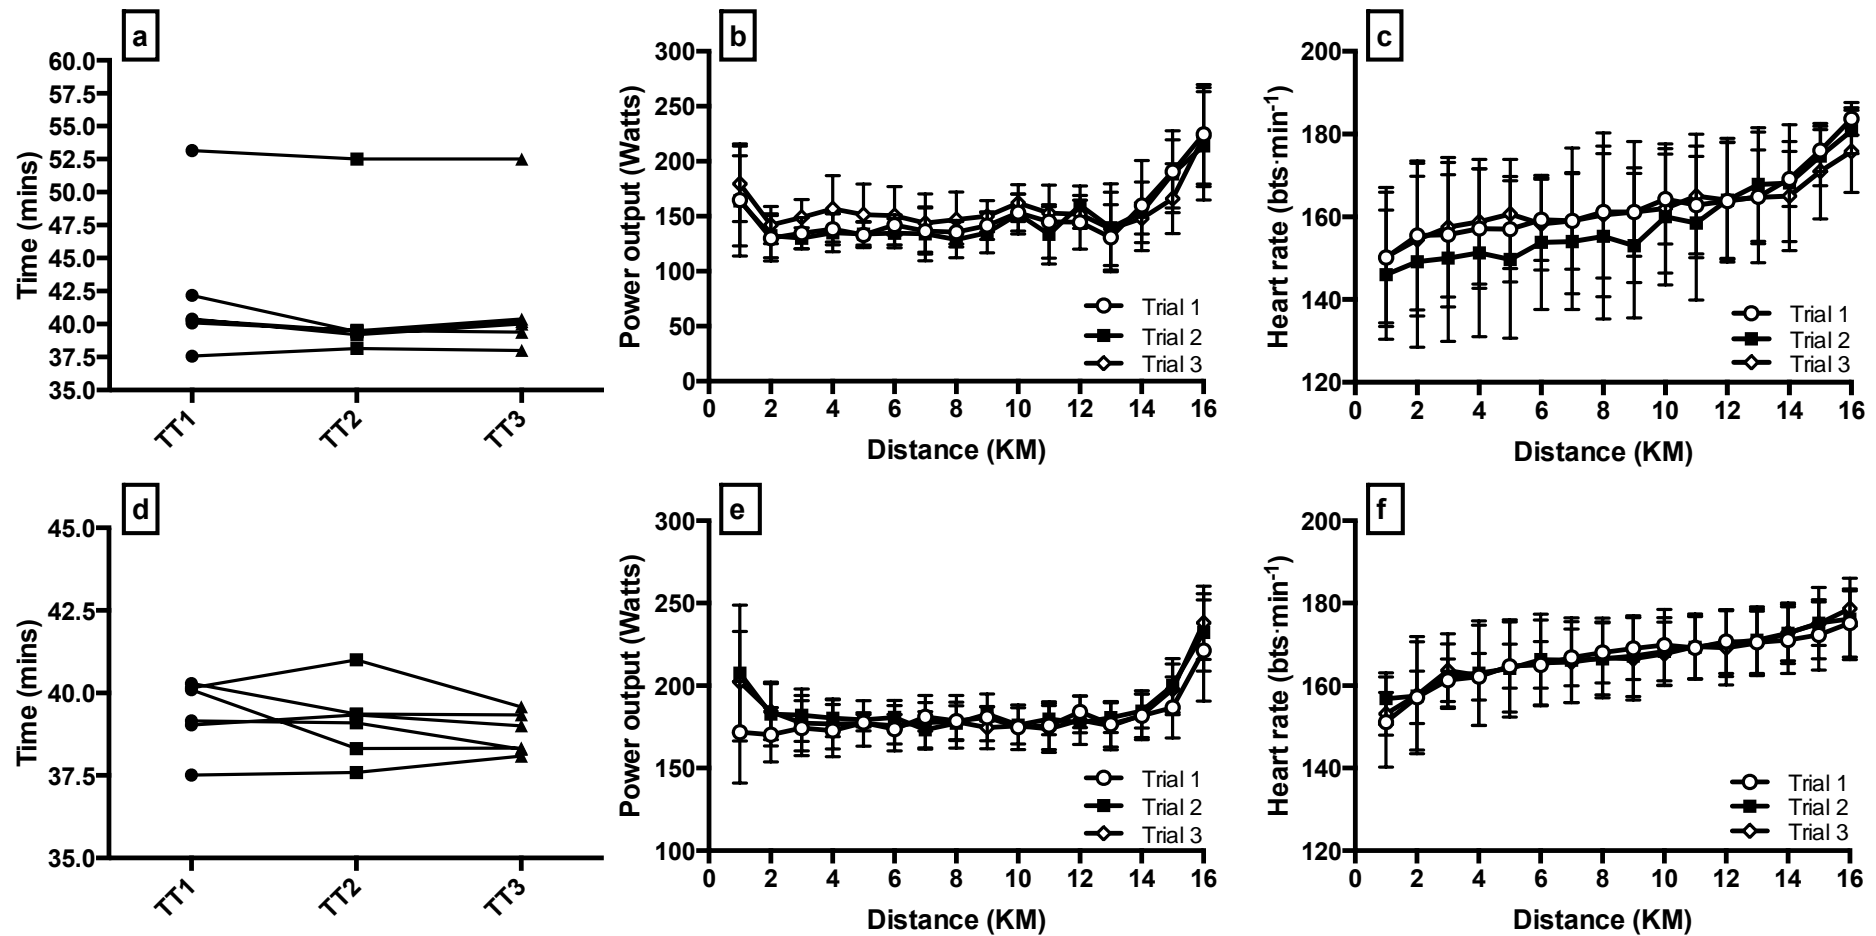 a
60.0
57.5
55.0
52.5
50.0
47.5
45.0
42.5
40.0
37.5
35.0
Time (mins)
TT1
TT2
TT3
b
300
250
200
150
100
50
0
Power output (Watts)
0 2 4 6 8 10 12 14 16
Distance (KM)
Trial 1
Trial 2
Trial 3
c
200
180
160
140
120
Heart rate (bts·min-1)
0 2 4 6 8 10 12 14 16
Distance (KM)
Trial 1
Trial 2
Trial 3
d
45.0
42.5
40.0
37.5
35.0
Time (mins)
TT1
TT2
TT3
e
300
250
200
150
100
Power output (Watts)
0 2 4 6 8 10 12 14 16
Distance (KM)
Trial 1
Trial 2
Trial 3
f
200
180
160
140
120
Heart rate (bts·min-1)
0 2 4 6 8 10 12 14 16
Distance (KM)
Trial 1
Trial 2
Trial 3